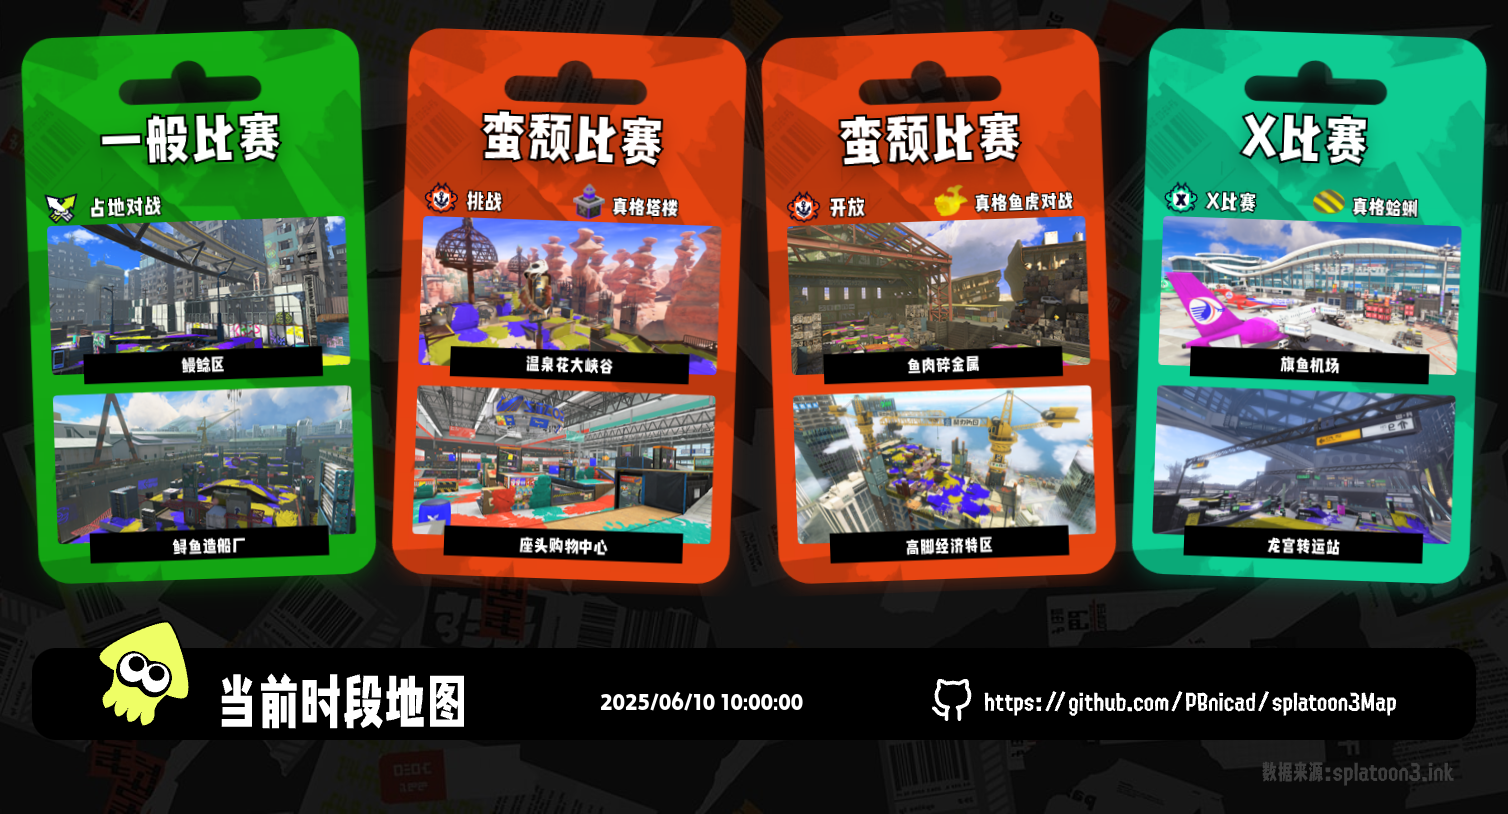 一般比赛
占地对战
鳗鲶区
鲟鱼造船厂
蛮颓比赛
挑战
真格塔楼
温泉花大峡谷
座头购物中心
蛮颓比赛
开放
真格鱼虎对战
鱼肉碎金属
高脚经济特区
X比赛
X比赛
真格蛤蜊
旗鱼机场
龙宫转运站
当前时段地图
2025/06/10 10:00:00
https://github.com/PBnicad/splatoon3Map
数据来源:splatoon3.ink